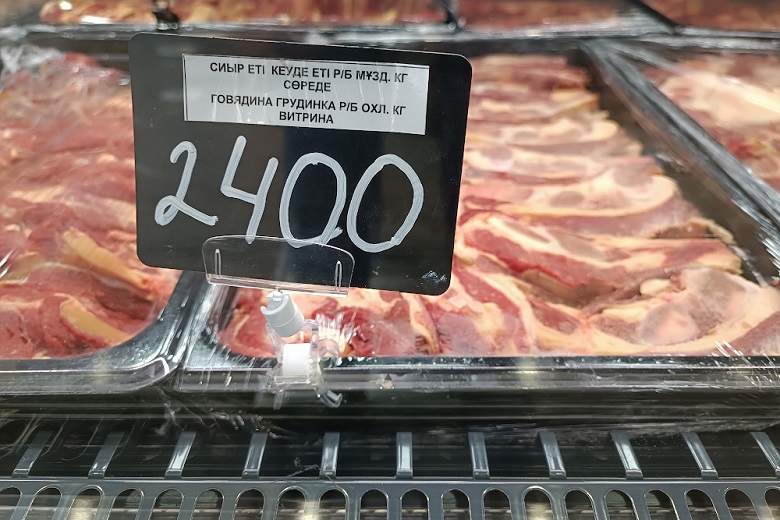 СИЫР ЕТІ КЕУДЕ ЕТІ Р/Б МҰЗД. КГ
СӨРЕДЕ
ГОВЯДИНА ГРУДИНКА Р/Б ОХЛ. КГ
ВИТРИНА
2400